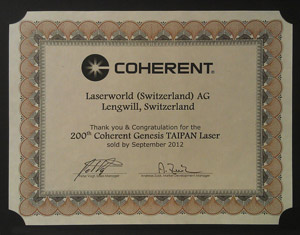 COHERENT®
Laserworld (Switzerland) AG
Lengwill, Switzerland
Thank you & Congratulation for the
200th Coherent Genesis TAIPAN Laser
sold by September 2012